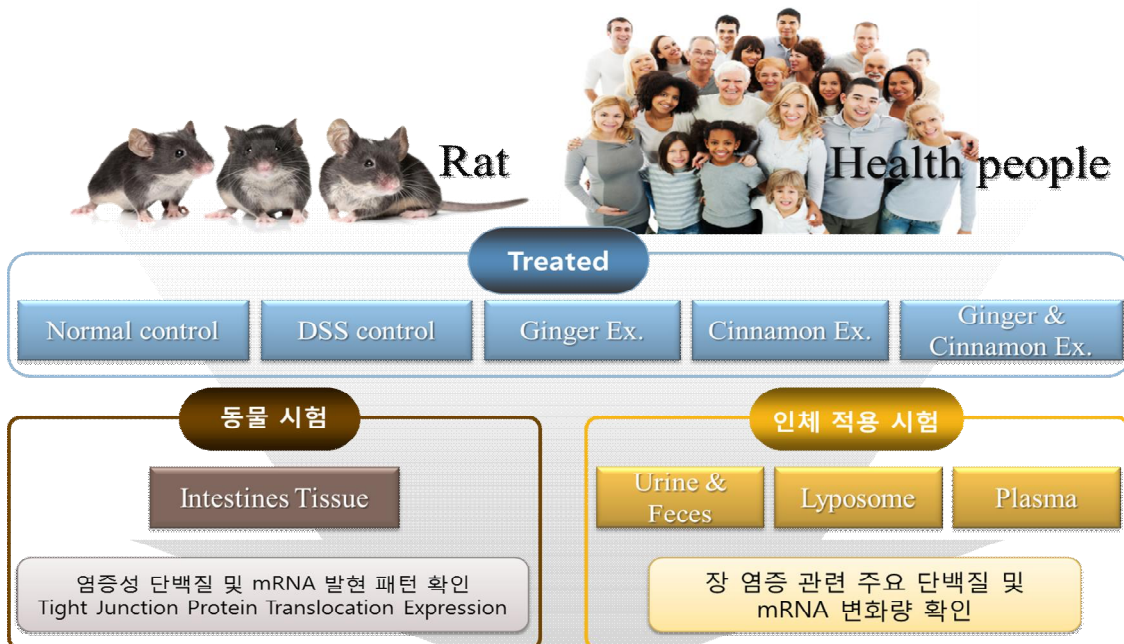 Rat
Health people
Treated
Normal control
DSS control
Ginger Ex.
Cinnamon Ex.
Ginger &
Cinnamon Ex.
동물 시험
Intestines Tissue
염증성 단백질 및 mRNA 발현 패턴 확인
Tight Junction Protein Translocation Expression
인체 적용 시험
Urine &
Feces
Lyposome
Plasma
장 염증 관련 주요 단백질 및
mRNA 변화량 확인